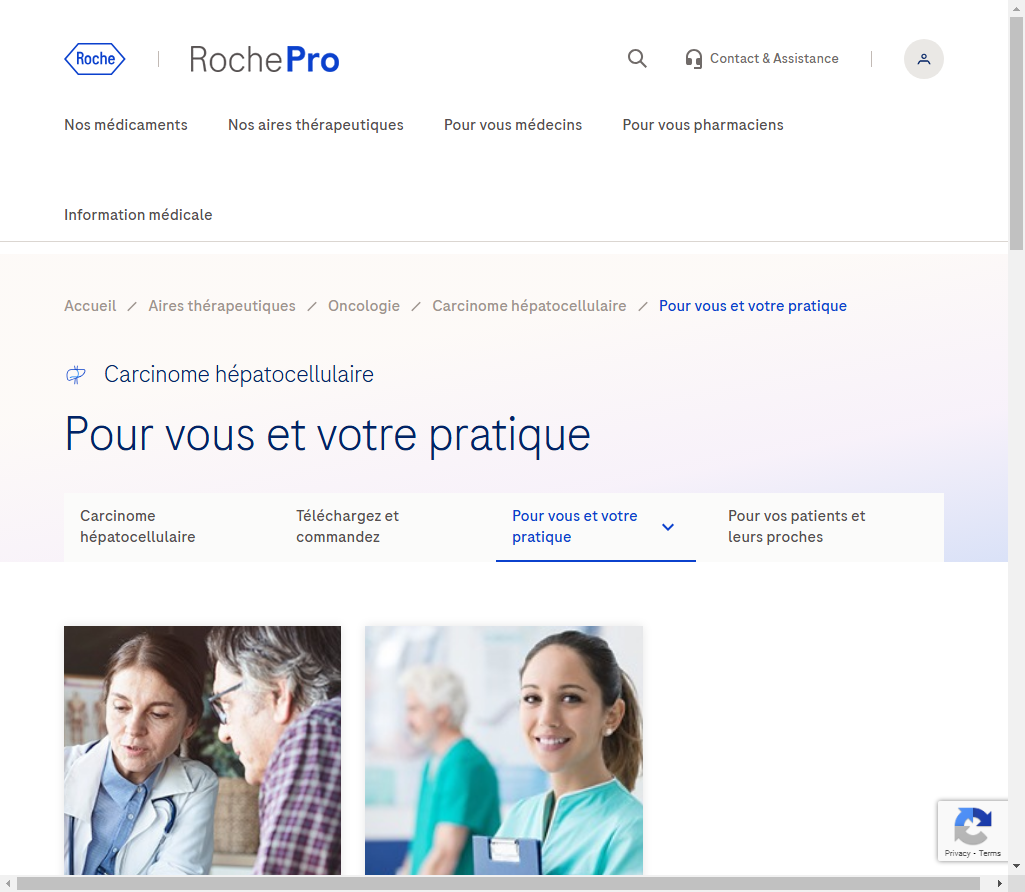 Roche
RochePro
Contact & Assistance
Nos médicaments
Nos aires thérapeutiques
Pour vous médecins
Pour vous pharmaciens
Information médicale
Accueil / Aires thérapeutiques / Oncologie / Carcinome hépatocellulaire / Pour vous et votre pratique
Carcinome hépatocellulaire
Pour vous et votre pratique
Carcinome
hépatocellulaire
Téléchargez et
commandez
Pour vous et votre
pratique
Pour vos patients et
leurs proches
Privacy - Terms